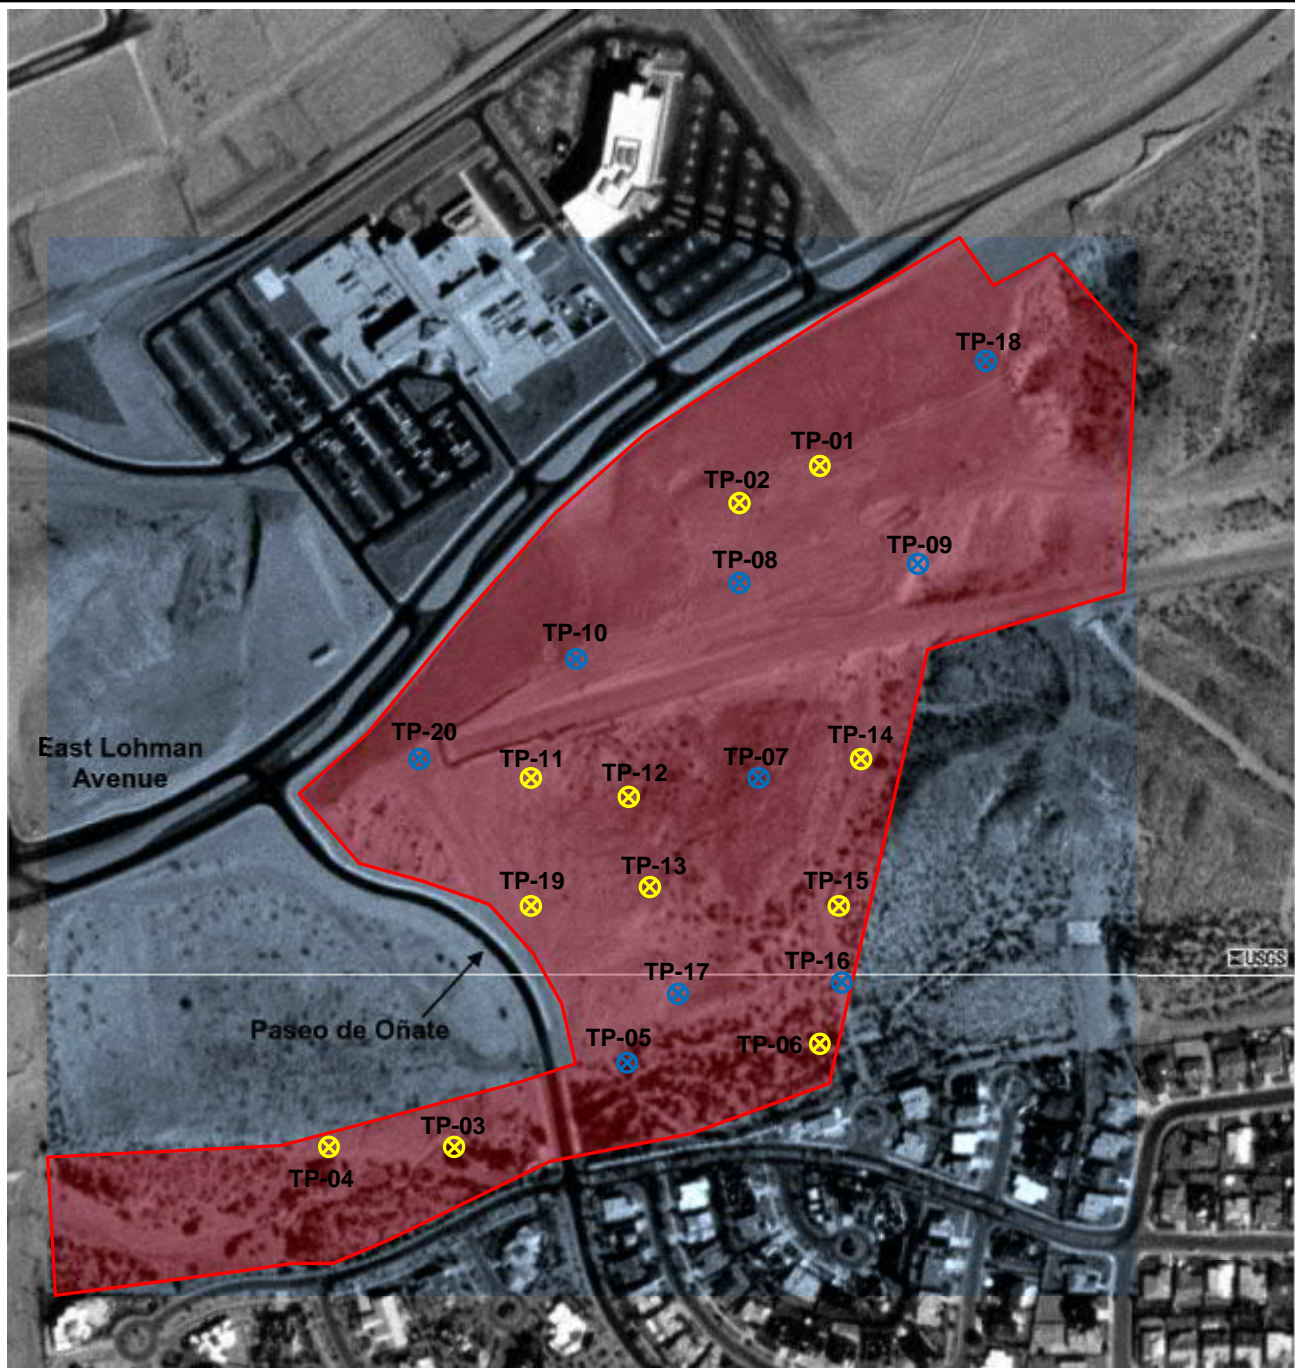 TP-18
TP-01
TP-02
TP-09
TP-08
TP-10
TP-20
TP-14
East Lohman
Avenue
TP-11
TP-12
TP-07
TP-13
TP-19
TP-15
USGS
TP-16
TP-17
Paseo de Oñate
TP-05
TP-06
TP-03
TP-04